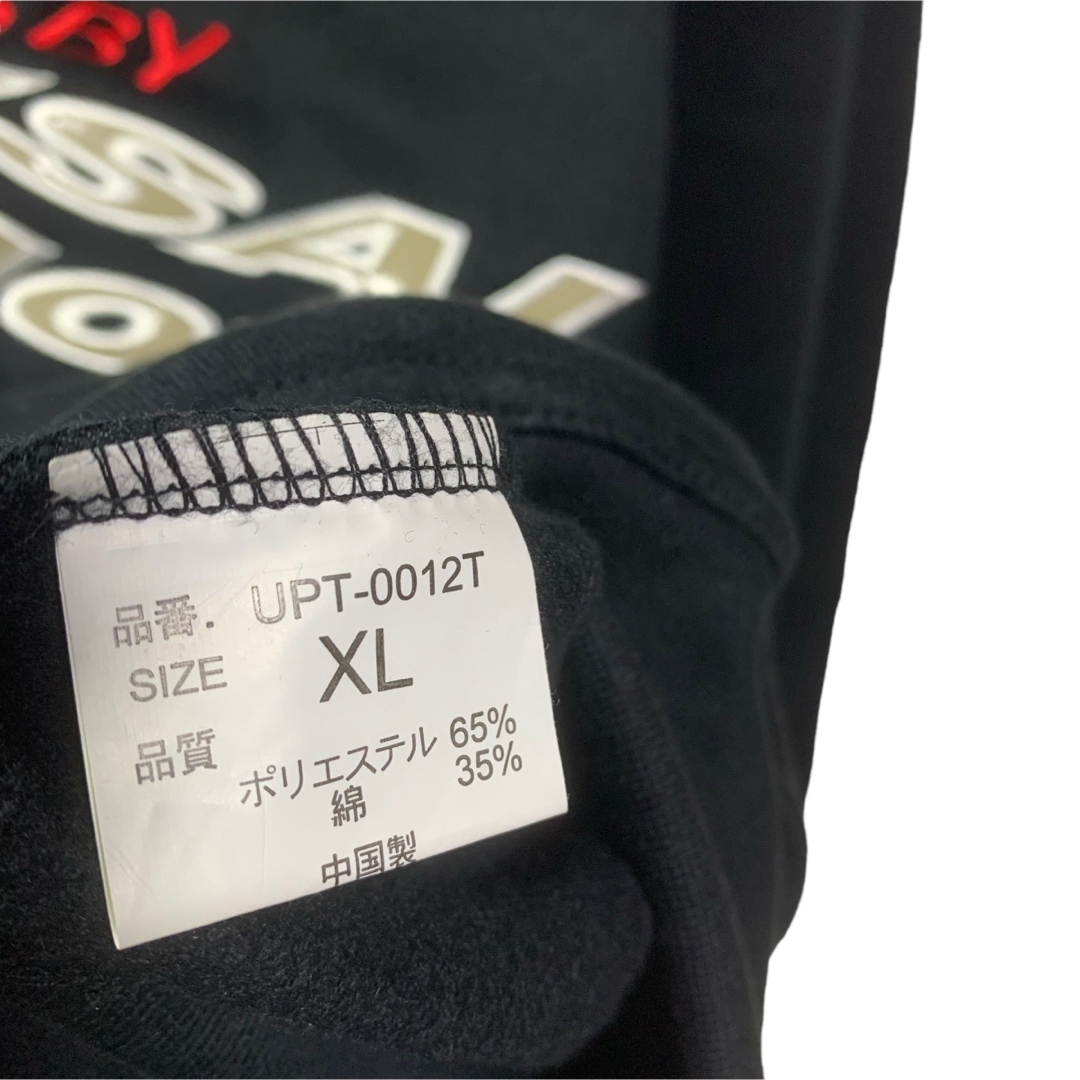 品番. UPT-0012T
SIZE XL
品質 ポリエステル 65%
綿 35%
中国製